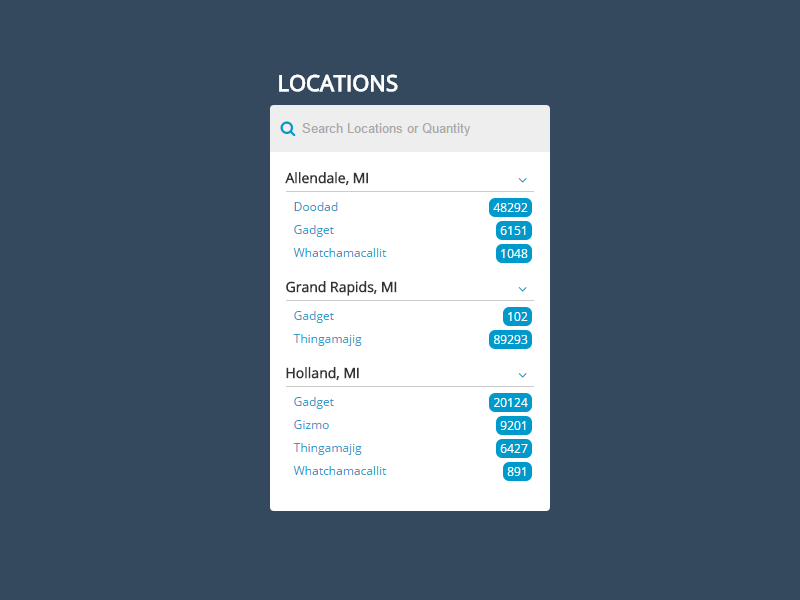 LOCATIONS
Search Locations or Quantity
Allendale, MI
Doodad 48292
Gadget 6151
Whatchamacallit 1048
Grand Rapids, MI
Gadget 102
Thingamajig 89293
Holland, MI
Gadget 20124
Gizmo 9201
Thingamajig 6427
Whatchamacallit 891